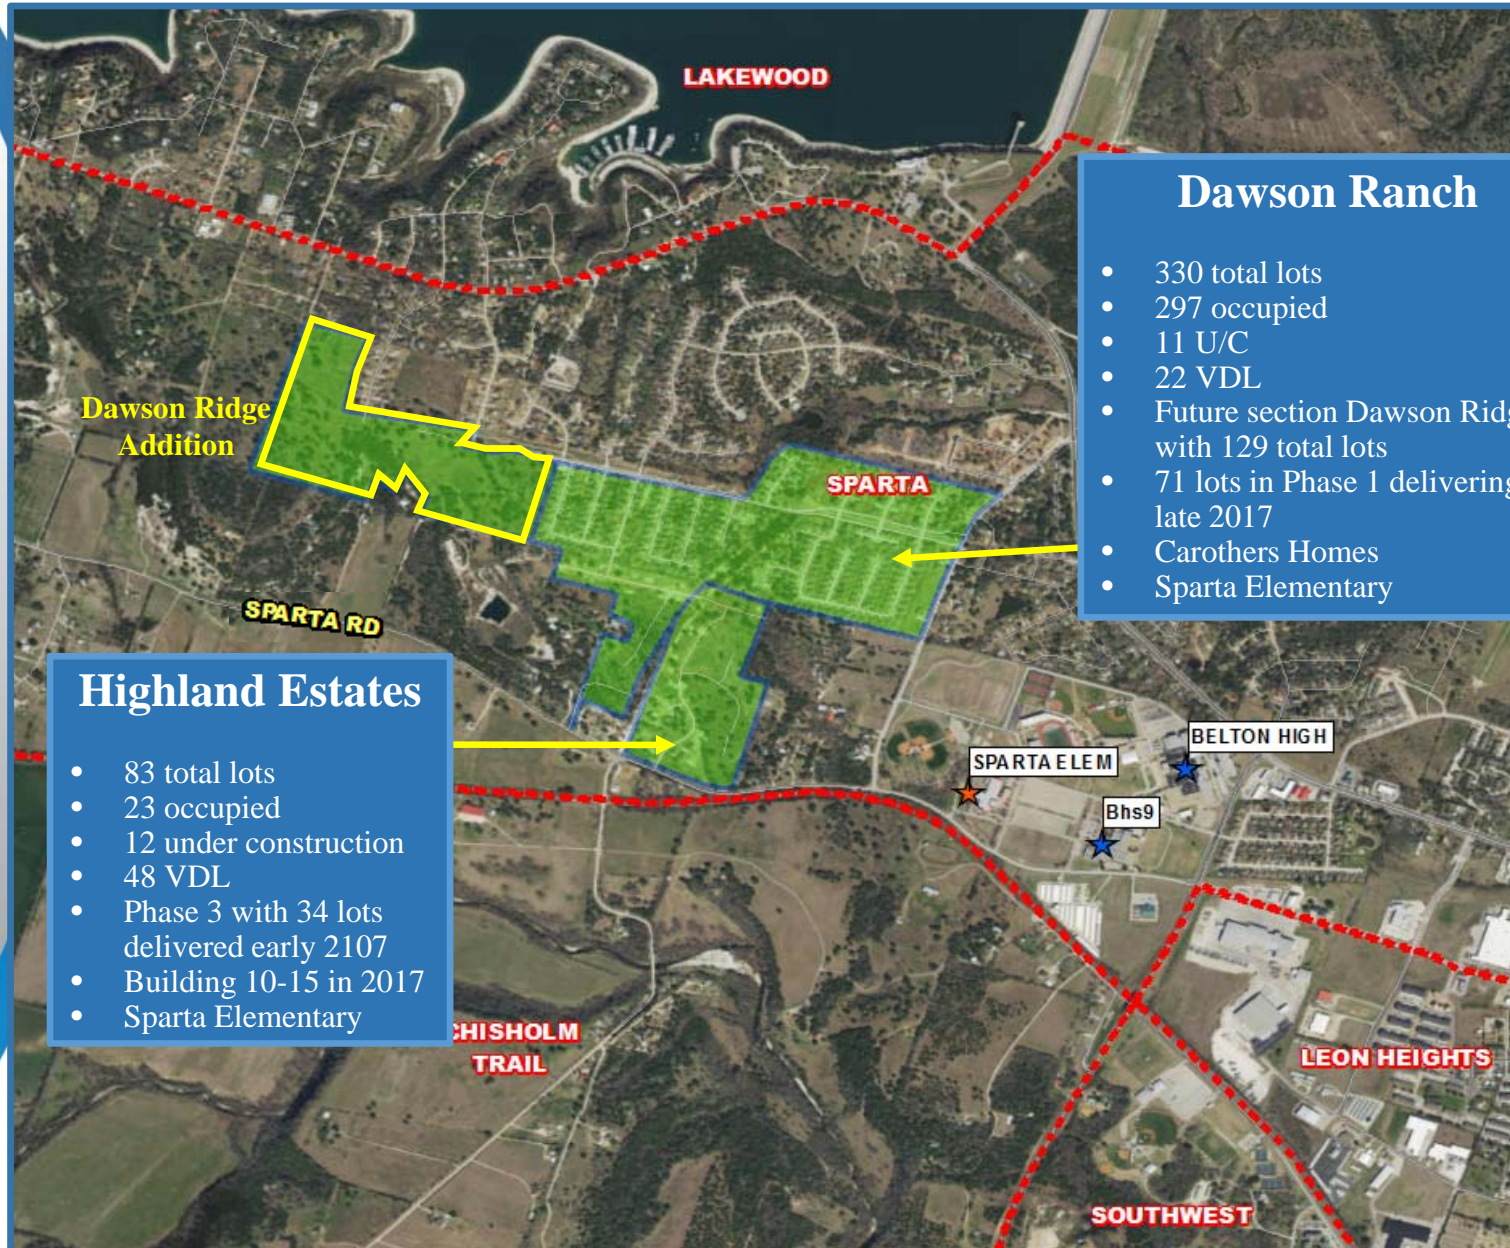 LAKEWOOD
Dawson Ranch
• 330 total lots
• 297 occupied
• 11 U/C
• 22 VDL
• Future section Dawson Ridg
with 129 total lots
• 71 lots in Phase 1 delivering
late 2017
• Carothers Homes
• Sparta Elementary
Dawson Ridge
Addition
SPARTA
SPARTA RD
Highland Estates
• 83 total lots
• 23 occupied
• 12 under construction
• 48 VDL
• Phase 3 with 34 lots
delivered early 2107
• Building 10-15 in 2017
• Sparta Elementary
BELTON HIGH
SPARTA ELEM
Bhs9
CHISHOLM
TRAIL
LEON HEIGHTS
SOUTHWEST